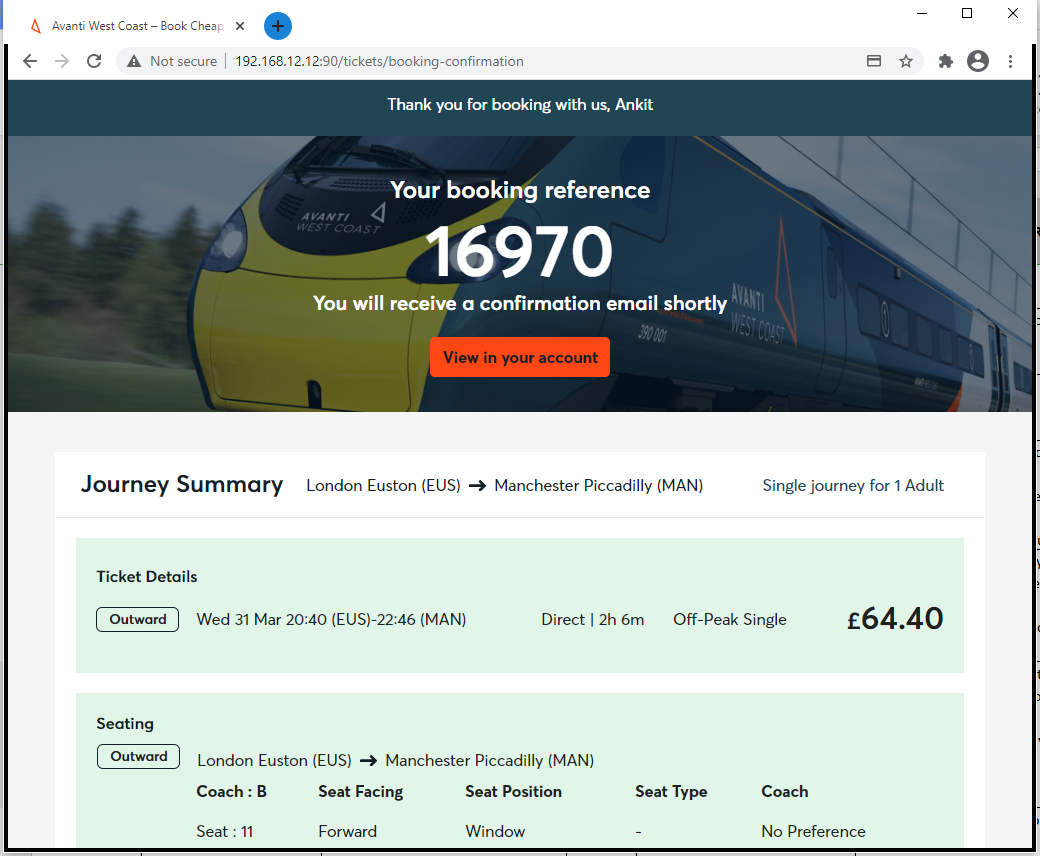 Avanti West Coast – Book Cheap
Not secure
192.168.12.12:90/tickets/booking-confirmation
Thank you for booking with us, Ankit
Your booking reference
16970
You will receive a confirmation email shortly
View in your account
AVANTI
WEST COAST
AVANTI
WEST COAST
390 001
Journey Summary London Euston (EUS) → Manchester Piccadilly (MAN) Single journey for 1 Adult
Ticket Details
Outward Wed 31 Mar 20:40 (EUS)-22:46 (MAN) Direct | 2h 6m Off-Peak Single £64.40
Seating
Outward London Euston (EUS) → Manchester Piccadilly (MAN)
Coach : B Seat Facing Seat Position Seat Type Coach
Seat : 11 Forward Window - No Preference